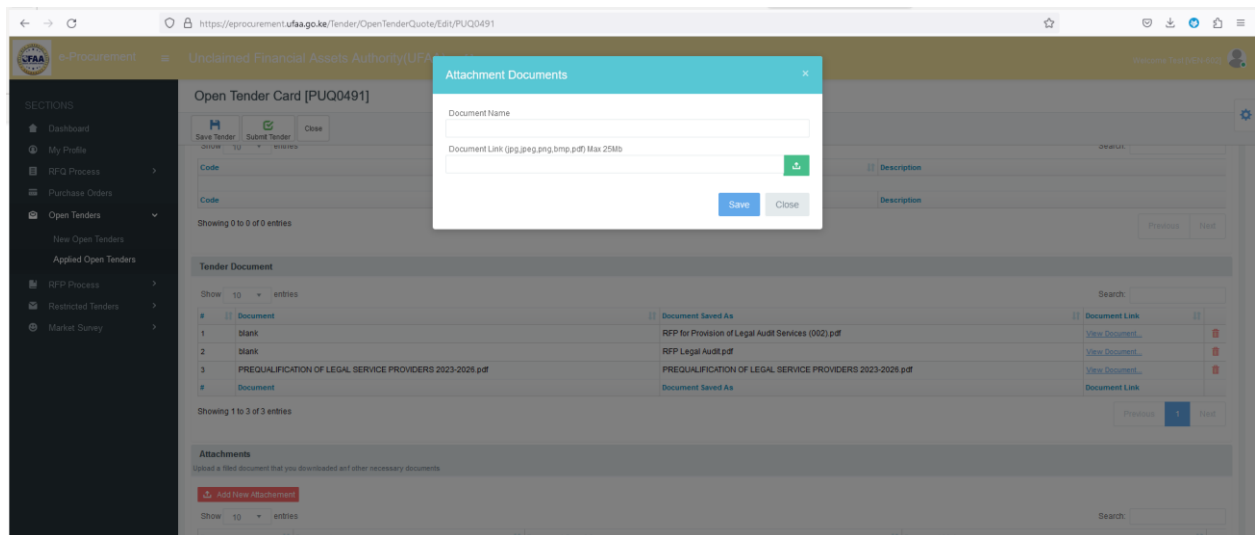 https://eprocurement.ufaa.go.ke/Tender/OpenTenderQuote/Edit/PUQ0491
UFAA
e-Procurement
Unclaimed Financial Assets Authority(UFA
Attachment Documents ×
Open Tender Card [PUQ0491]
SECTIONS
Dashboard
My Profile
RFQ Process
Purchase Orders
Open Tenders
New Open Tenders
Applied Open Tenders
RFP Process
Restricted Tenders
Market Survey
Save Tender Submit Tender Close
Document Name
Document Link (jpg,jpeg,png,bmp,pdf) Max 25Mb
Save Close
Show 10 entries Search:
Code Description
Code Description
Showing 0 to 0 of 0 entries Previous Next
Tender Document
Show 10 entries Search:
# Document Document Saved As Document Link
1 blank RFP for Provision of Legal Audit Services (002).pdf View Document...
2 blank RFP Legal Audit.pdf View Document...
3 PREQUALIFICATION OF LEGAL SERVICE PROVIDERS 2023-2026.pdf PREQUALIFICATION OF LEGAL SERVICE PROVIDERS 2023-2026.pdf View Document...
# Document Document Saved As Document Link
Showing 1 to 3 of 3 entries Previous 1 Next
Attachments
Upload a filled document that you downloaded anf other necessary documents
Add New Attachement
Show 10 entries Search: